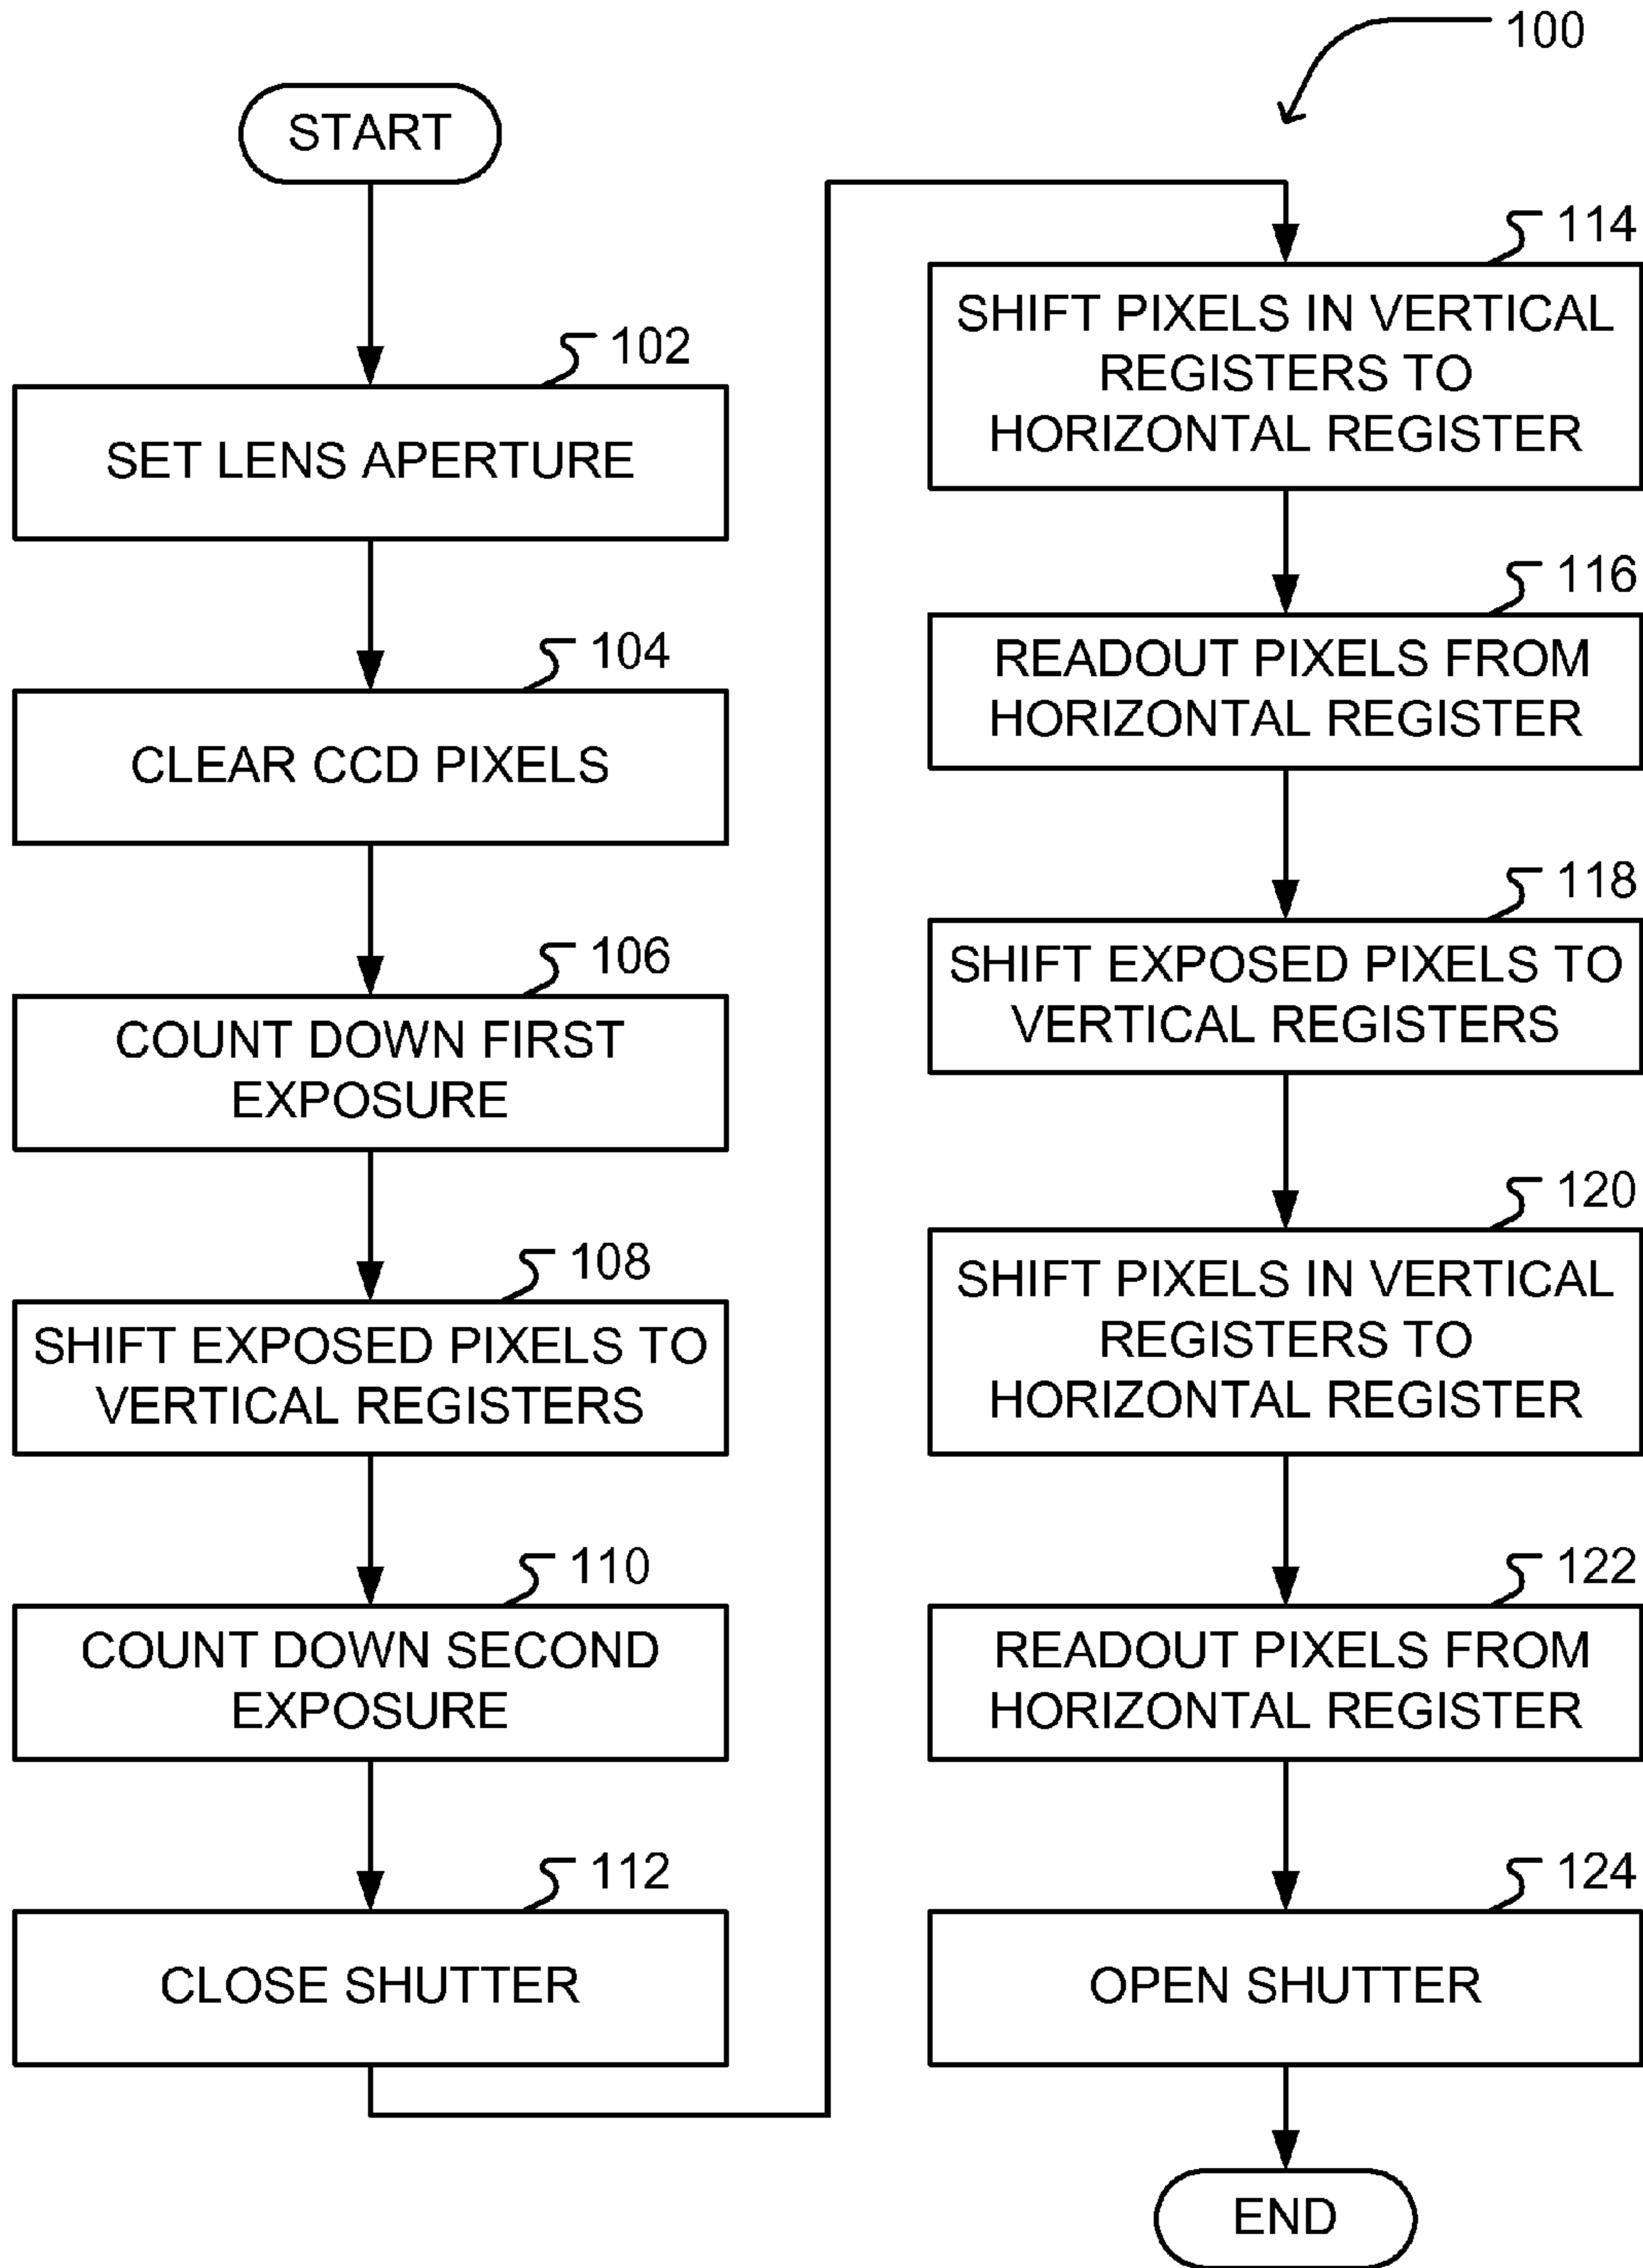 100
START
102
SET LENS APERTURE
104
CLEAR CCD PIXELS
106
COUNT DOWN FIRST
EXPOSURE
108
SHIFT EXPOSED PIXELS TO
VERTICAL REGISTERS
110
COUNT DOWN SECOND
EXPOSURE
112
CLOSE SHUTTER
114
SHIFT PIXELS IN VERTICAL
REGISTERS TO
HORIZONTAL REGISTER
116
READOUT PIXELS FROM
HORIZONTAL REGISTER
118
SHIFT EXPOSED PIXELS TO
VERTICAL REGISTERS
120
SHIFT PIXELS IN VERTICAL
REGISTERS TO
HORIZONTAL REGISTER
122
READOUT PIXELS FROM
HORIZONTAL REGISTER
124
OPEN SHUTTER
END